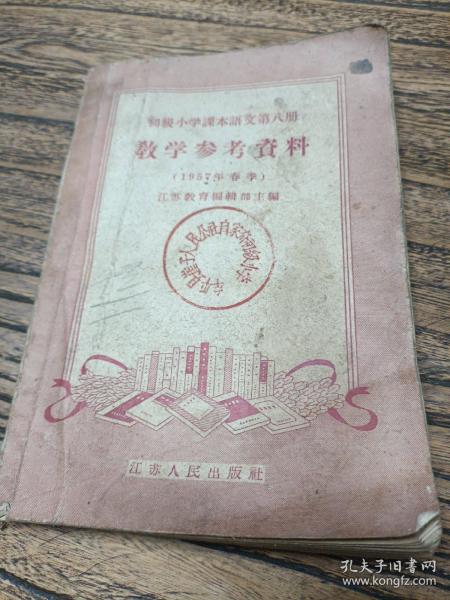 初級小学課本語文第八册
教学参考資料
(1957年春季)
江苏教育編輯部主編
江苏人民出版社
孔夫子旧书网
www.kongfz.com